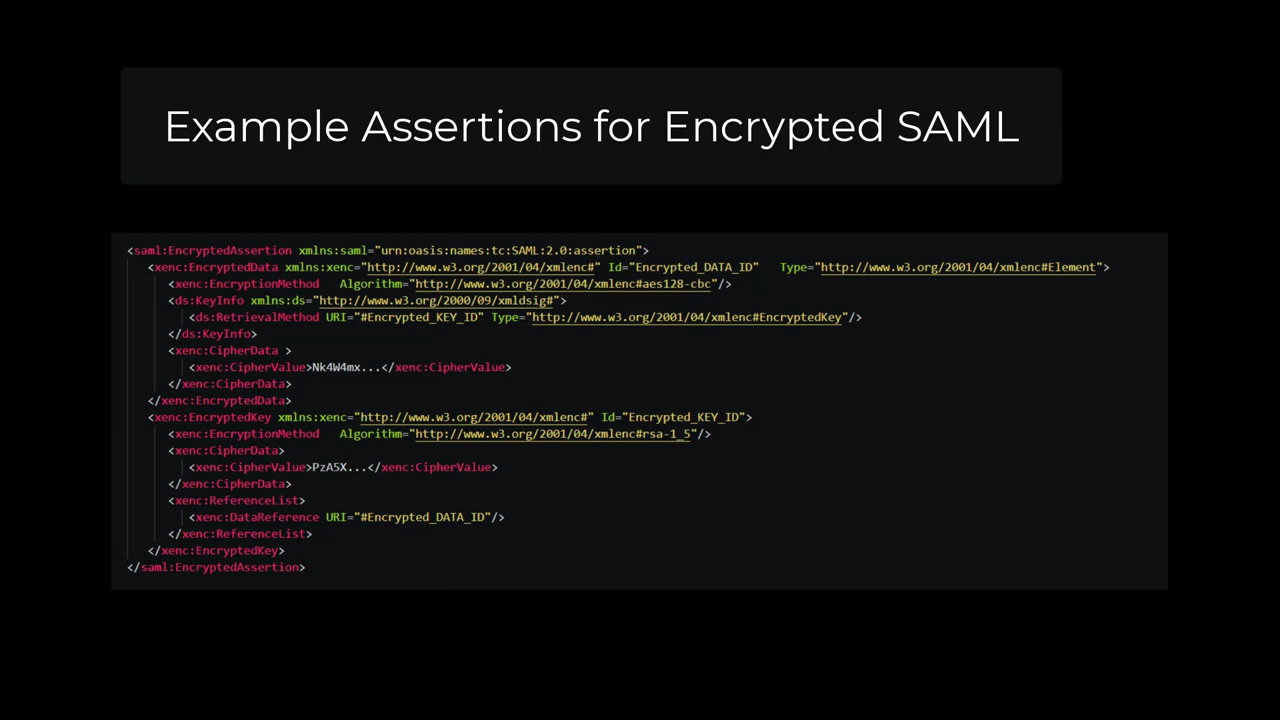 Example Assertions for Encrypted SAML
<saml:EncryptedAssertion xmlns:saml="urn:oasis:names:tc:SAML:2.0:assertion">
<xenc:EncryptedData xmlns:xenc="http://www.w3.org/2001/04/xmlenc#" Id="Encrypted_DATA_ID" Type="http://www.w3.org/2001/04/xmlenc#Element">
<xenc:EncryptionMethod Algorithm="http://www.w3.org/2001/04/xmlenc#aes128-cbc"/>
<ds:KeyInfo xmlns:ds="http://www.w3.org/2000/09/xmldsig#">
<ds:RetrievalMethod URI="#Encrypted_KEY_ID" Type="http://www.w3.org/2001/04/xmlenc#EncryptedKey"/>
</ds:KeyInfo>
<xenc:CipherData >
<xenc:CipherValue>Nk4W4mx...</xenc:CipherValue>
</xenc:CipherData>
</xenc:EncryptedData>
<xenc:EncryptedKey xmlns:xenc="http://www.w3.org/2001/04/xmlenc#" Id="Encrypted_KEY_ID">
<xenc:EncryptionMethod Algorithm="http://www.w3.org/2001/04/xmlenc#rsa-1_5"/>
<xenc:CipherData>
<xenc:CipherValue>PzA5X...</xenc:CipherValue>
</xenc:CipherData>
<xenc:ReferenceList>
<xenc:DataReference URI="#Encrypted_DATA_ID"/>
</xenc:ReferenceList>
</xenc:EncryptedKey>
</saml:EncryptedAssertion>